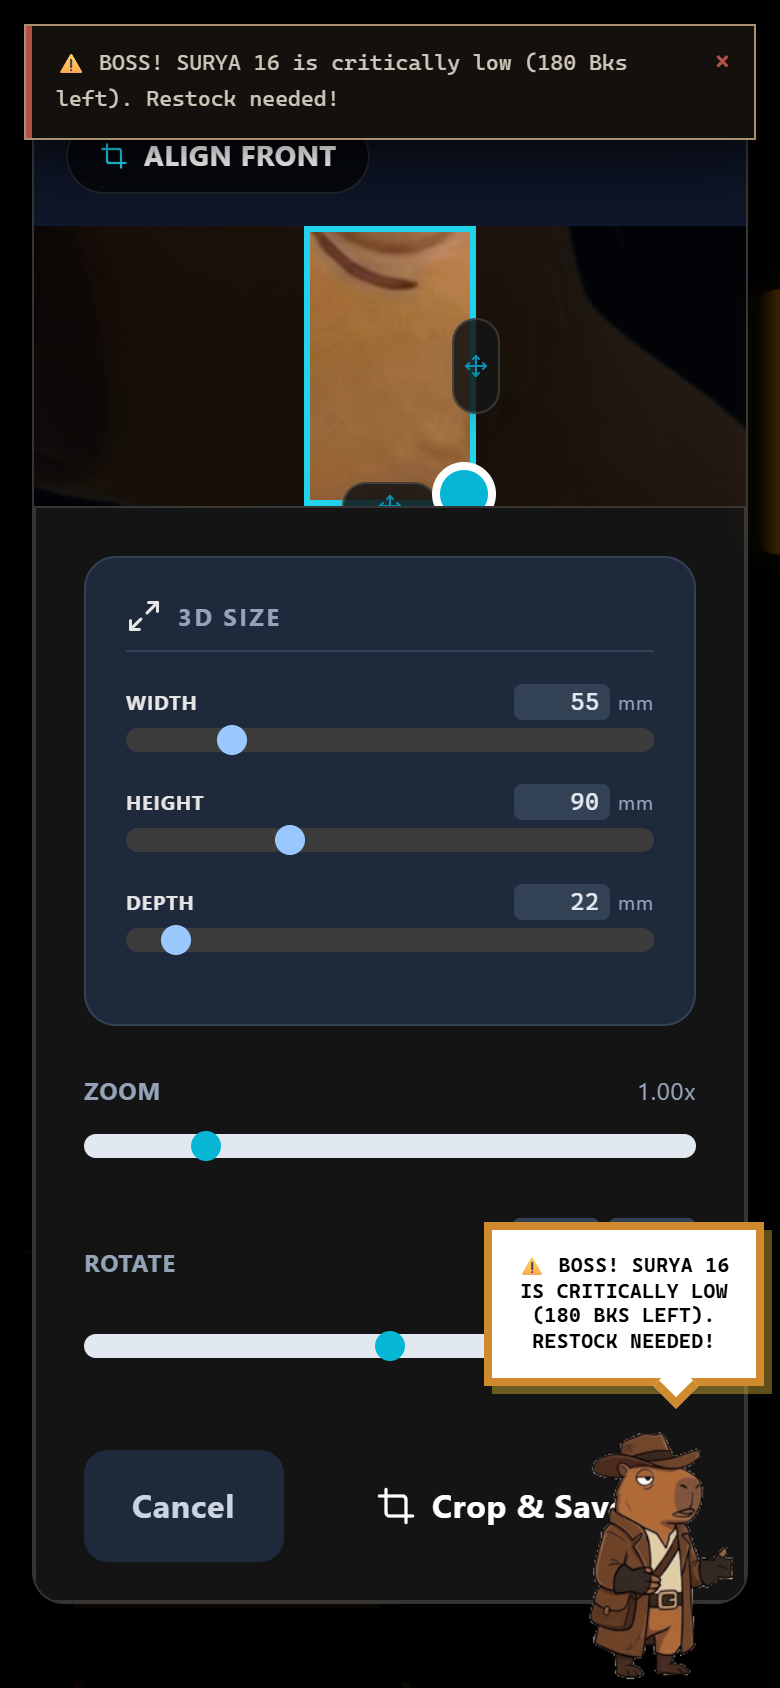 ⚠️ BOSS! SURYA 16 is critically low (180 Bks
left). Restock needed!
×
ALIGN FRONT
3D SIZE
WIDTH 55 mm
HEIGHT 90 mm
DEPTH 22 mm
ZOOM 1.00x
ROTATE
⚠️ BOSS! SURYA 16
IS CRITICALLY LOW
(180 BKS LEFT).
RESTOCK NEEDED!
Cancel
Crop & Save